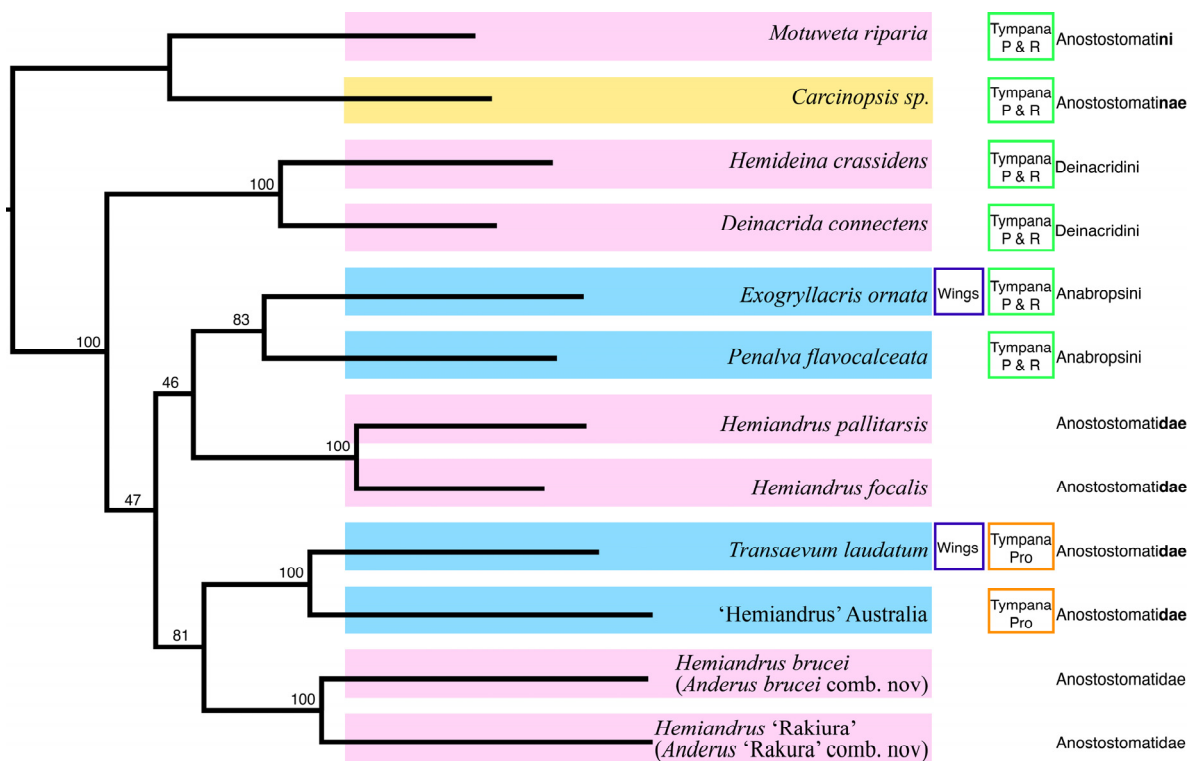 Motuweta riparia
Tympana
P & R
Anostostomatini
Carcinopsis sp.
Tympana
P & R
Anostostomatinae
Hemideina crassidens
Tympana
P & R
Deinacridini
100
Deinacrida connectens
Tympana
P & R
Deinacridini
Exogryllacris ornata
Wings
Tympana
P & R
Anabropsini
83
100
Penalva flavocalceata
Tympana
P & R
Anabropsini
46
Hemiandrus pallitarsis
Anostostomatidae
100
Hemiandrus focalis
Anostostomatidae
47
Transaevum laudatum
Wings
Tympana
Pro
Anostostomatidae
100
‘Hemiandrus’ Australia
Tympana
Pro
Anostostomatidae
81
Hemiandrus brucei
(Anderus brucei comb. nov)
Anostostomatidae
100
Hemiandrus ‘Rakiura’
(Anderus ‘Rakura’ comb. nov)
Anostostomatidae